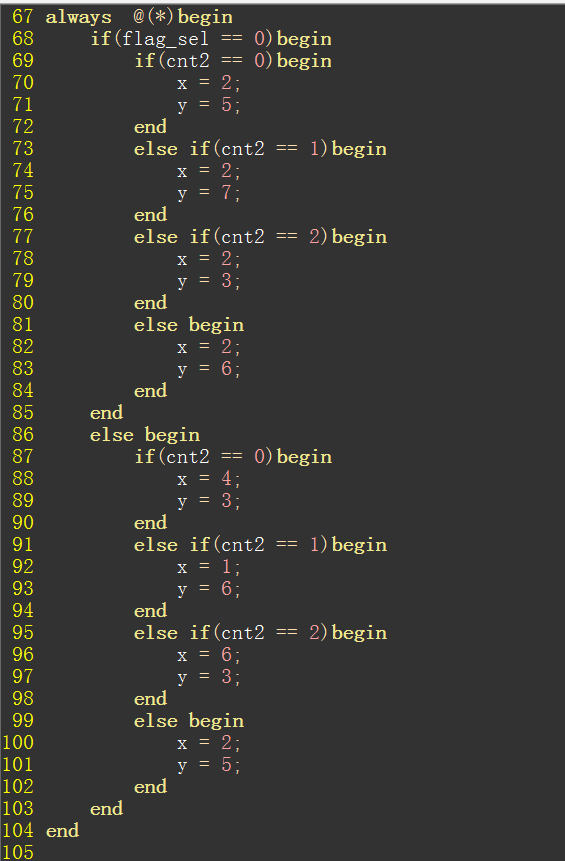 67 always  @(*)begin
68     if(flag_sel == 0)begin
69         if(cnt2 == 0)begin
70             x = 2;
71             y = 5;
72         end
73         else if(cnt2 == 1)begin
74             x = 2;
75             y = 7;
76         end
77         else if(cnt2 == 2)begin
78             x = 2;
79             y = 3;
80         end
81         else begin
82             x = 2;
83             y = 6;
84         end
85     end
86     else begin
87         if(cnt2 == 0)begin
88             x = 4;
89             y = 3;
90         end
91         else if(cnt2 == 1)begin
92             x = 1;
93             y = 6;
94         end
95         else if(cnt2 == 2)begin
96             x = 6;
97             y = 3;
98         end
99         else begin
100             x = 2;
101             y = 5;
102         end
103     end
104 end
105